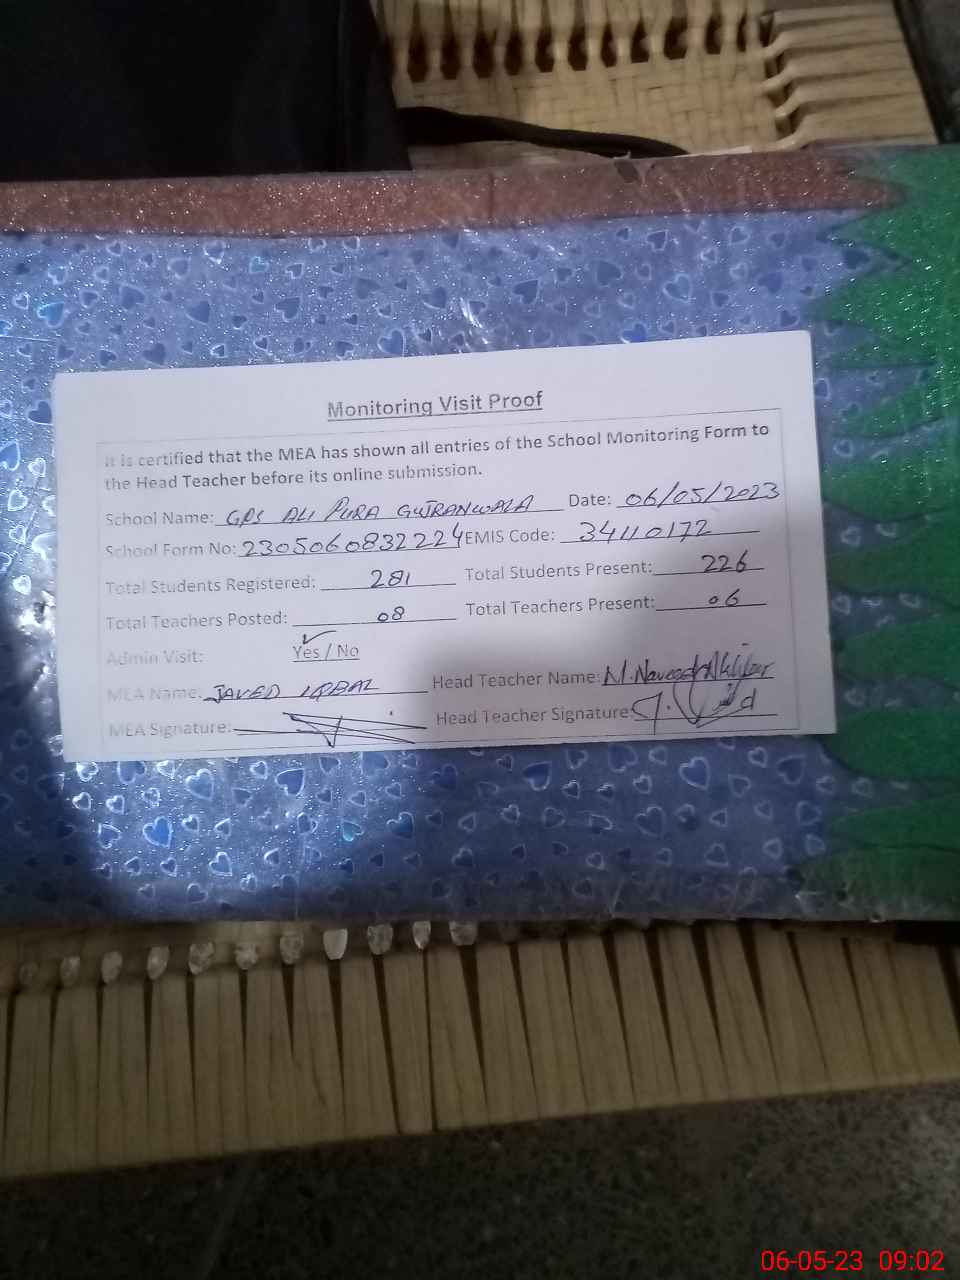 Monitoring Visit Proof
It is certified that the MEA has shown all entries of the School Monitoring Form to
the Head Teacher before its online submission.
School Name: GPS ALI PURA GUJRANWALA Date: 06/05/2023
School Form No: 2305060832224 EMIS Code: 34110172
Total Students Registered: 281 Total Students Present: 226
Total Teachers Posted: 08 Total Teachers Present: 06
Admin Visit: Yes / No
MEA Name: JAVED IQBAL Head Teacher Name: M. Naveed Akhtar
MEA Signature: Head Teacher Signature:
06-05-23 09:02